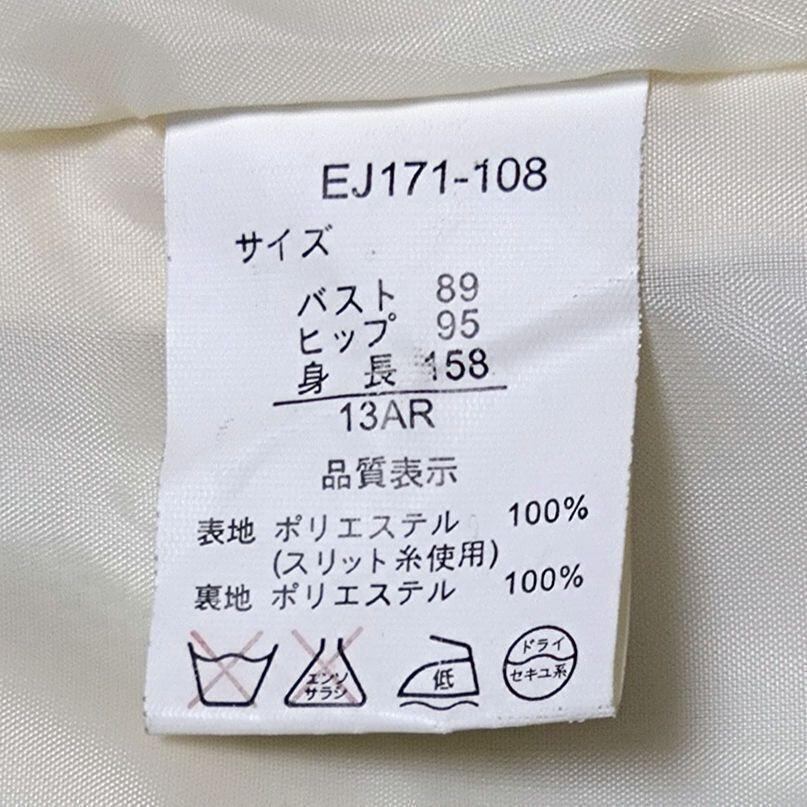 EJ171-108
サイズ
バスト 89
ヒップ 95
身 長 158
13AR
品質表示
表地 ポリエステル 100%
(スリット糸使用)
裏地 ポリエステル 100%
エンソ
サラシ
低
ドライ
セキユ系